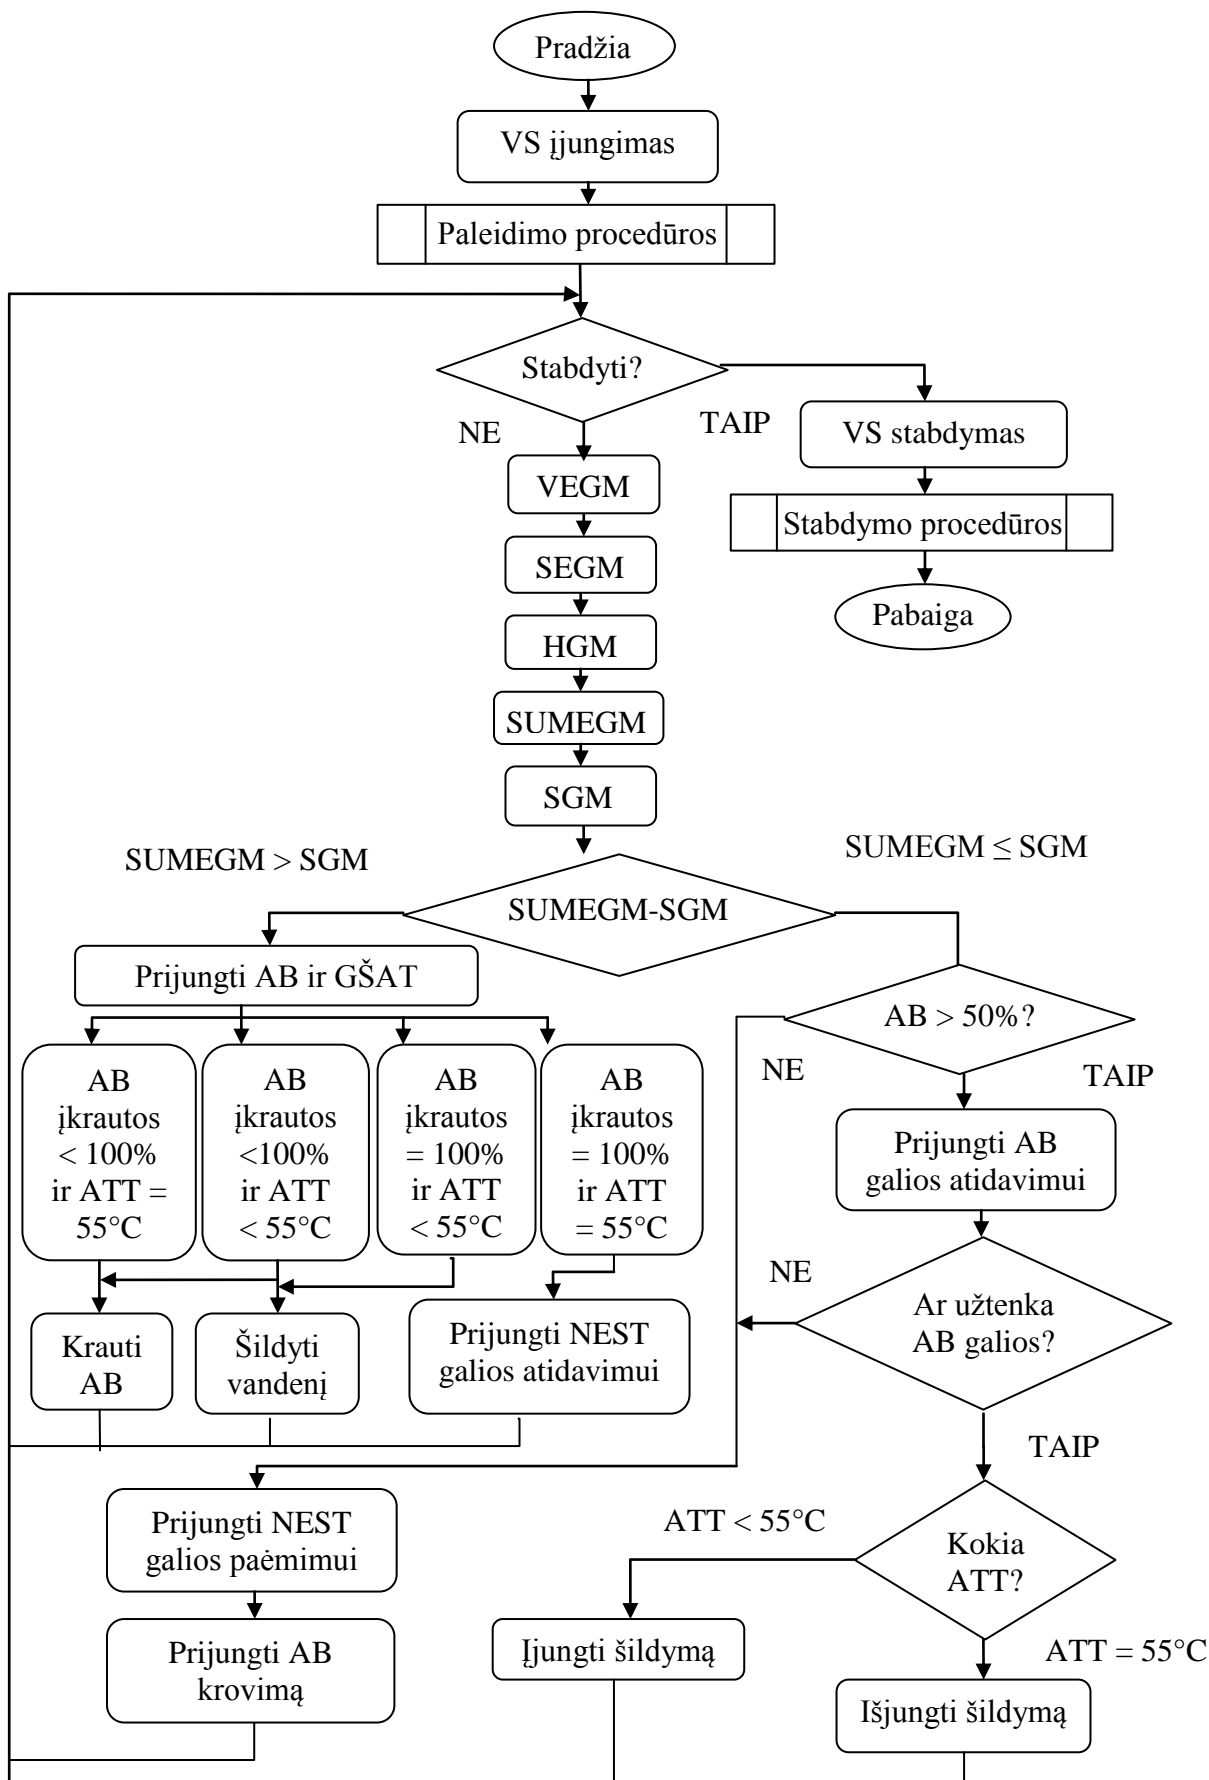 Pradžia
VS įjungimas
Paleidimo procedūros
Stabdyti?
NE
TAIP
VS stabdymas
VEGM
Stabdymo procedūros
SEGM
Pabaiga
HGM
SUMEGM
SGM
SUMEGM > SGM
SUMEGM ≤ SGM
SUMEGM-SGM
Prijungti AB ir GŠAT
AB > 50%?
NE
TAIP
AB
įkrautos
< 100%
ir ATT =
55°C
AB
įkrautos
<100%
ir ATT
< 55°C
AB
įkrautos
= 100%
ir ATT
< 55°C
AB
įkrautos
= 100%
ir ATT
= 55°C
Prijungti AB
galios atidavimui
NE
Ar užtenka
AB galios?
Krauti
AB
Šildyti
vandenį
Prijungti NEST
galios atidavimui
TAIP
Prijungti NEST
galios paėmimui
ATT < 55°C
Kokia
ATT?
Prijungti AB
krovimą
Įjungti šildymą
ATT = 55°C
Išjungti šildymą